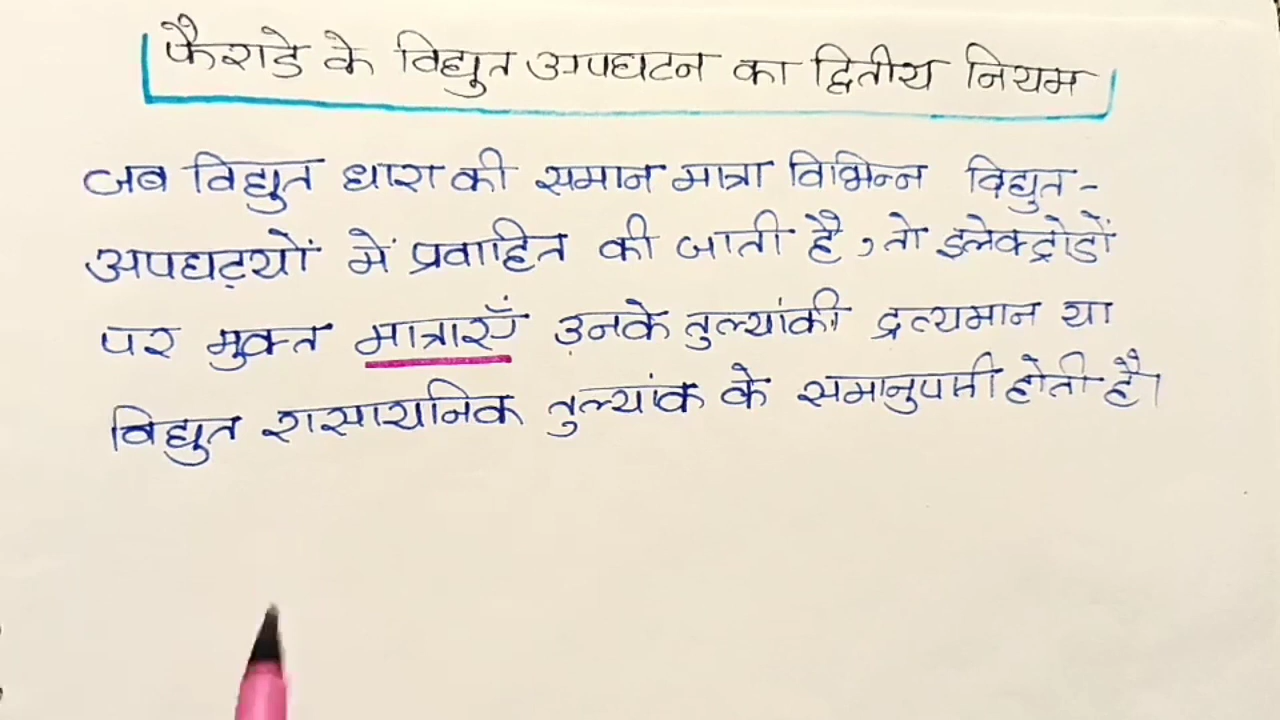 फैराडे के विद्युत अपघटन का द्वितीय नियम
जब विद्युत धारा की समान मात्रा विभिन्न विद्युत-
अपघट्यों में प्रवाहित की जाती है, तो इलेक्ट्रोडों
पर मुक्त मात्राएँ उनके तुल्यांकी द्रव्यमान या
विद्युत रासायनिक तुल्यांक के समानुपाती होती है।